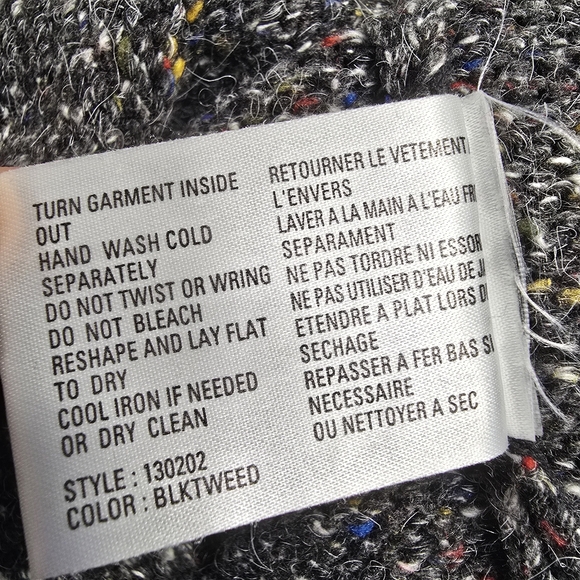 TURN GARMENT INSIDE
OUT
HAND WASH COLD
SEPARATELY
DO NOT TWIST OR WRING
DO NOT BLEACH
RESHAPE AND LAY FLAT
TO DRY
COOL IRON IF NEEDED
OR DRY CLEAN
STYLE : 130202
COLOR : BLKTWEED
RETOURNER LE VETEMENT
L'ENVERS
LAVER A LA MAIN A L'EAU
SEPARAMENT
NE PAS TORDRE NI
NE PAS UTILISER D'EAU DE
ETENDRE A PLAT LORS
SECHAGE
REPASSER A FER BAS
NECESSAIRE
OU NETTOYER A SEC